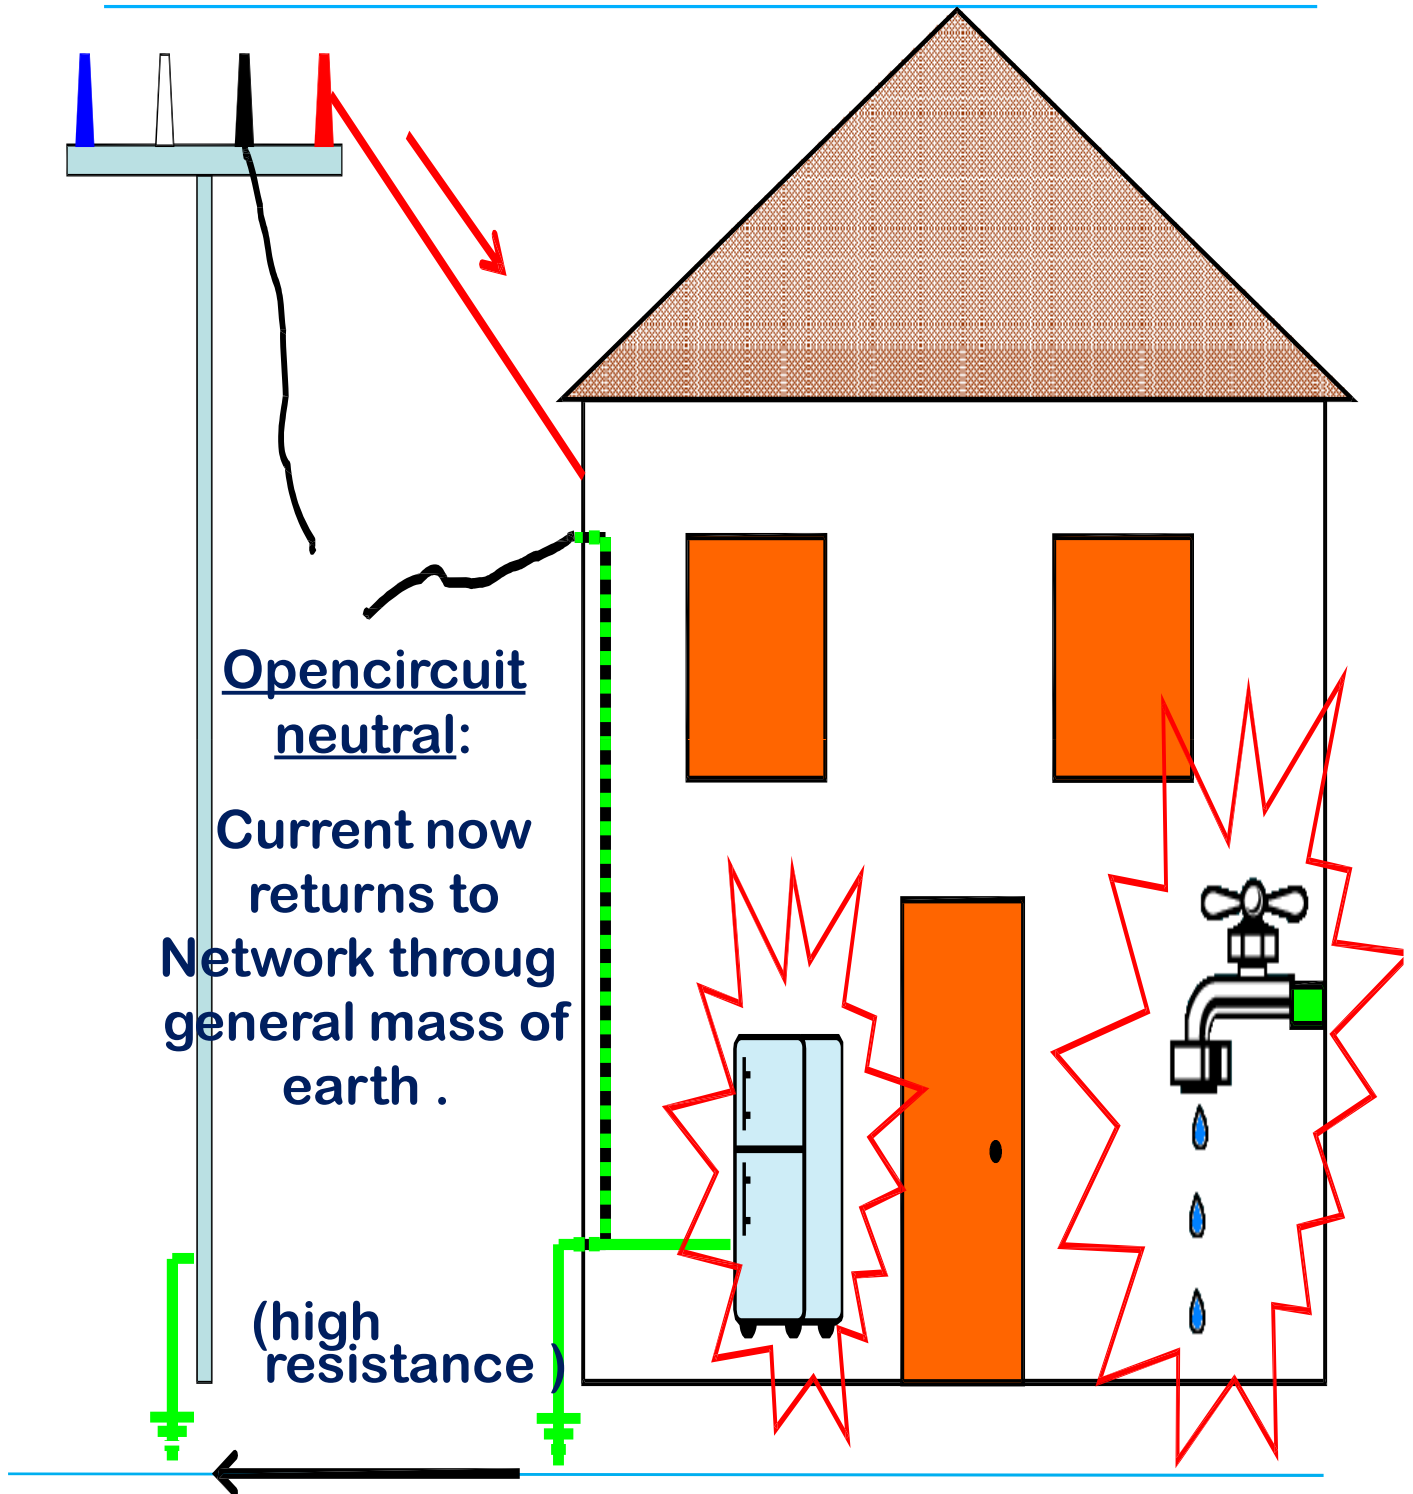 Opencircuit
neutral:
Current now
returns to
Network throug
general mass of
earth .
(high
resistance )